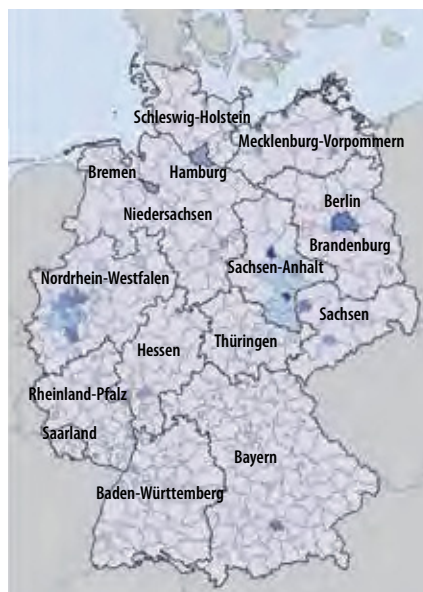 Schleswig-Holstein
Mecklenburg-Vorpommern
Bremen
Hamburg
Berlin
Niedersachsen
Brandenburg
Sachsen-Anhalt
Nordrhein-Westfalen
Sachsen
Thüringen
Hessen
Rheinland-Pfalz
Saarland
Bayern
Baden-Württemberg